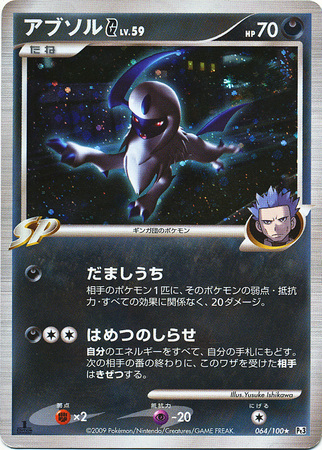 アブソルG LV.59 HP70
たね
ギンガ団のポケモン
SP
だましうち
相手のポケモン1匹に、そのポケモンの弱点・抵抗
力・すべての効果に関係なく、20ダメージ。
はめつのしらせ
自分のエネルギーをすべて、自分の手札にもどす。
次の相手の番の終わりに、このワザを受けた相手
はきぜつする。
Illus.Yusuke Ishikawa
弱点 ×2 抵抗力 -20 にげる
©2009 Pokémon/Nintendo/Creatures/GAME FREAK. 064/100★ Pt3